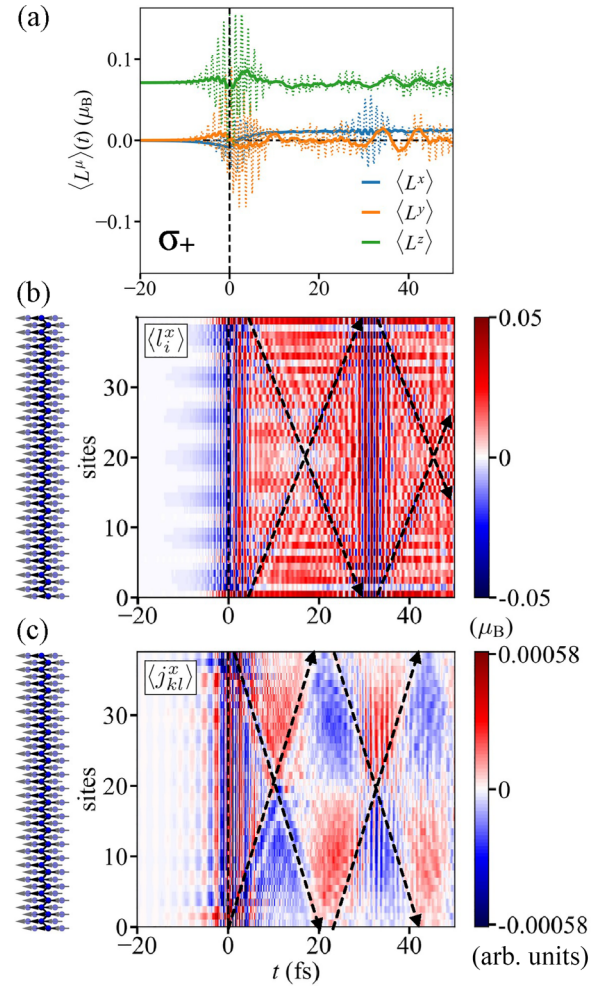 (a)
⟨L^μ⟩(t) (μ_B)
0.1
0.0
−0.1
σ₊
⟨L^x⟩
⟨L^y⟩
⟨L^z⟩
−20 0 20 40
(b)
⟨l_i^x⟩
sites
30
20
10
0
−20 0 20 40
0.05
0
-0.05
(μ_B)
(c)
⟨j_kl^x⟩
sites
30
20
10
0
−20 0 20 40
t (fs)
0.00058
0
-0.00058
(arb. units)